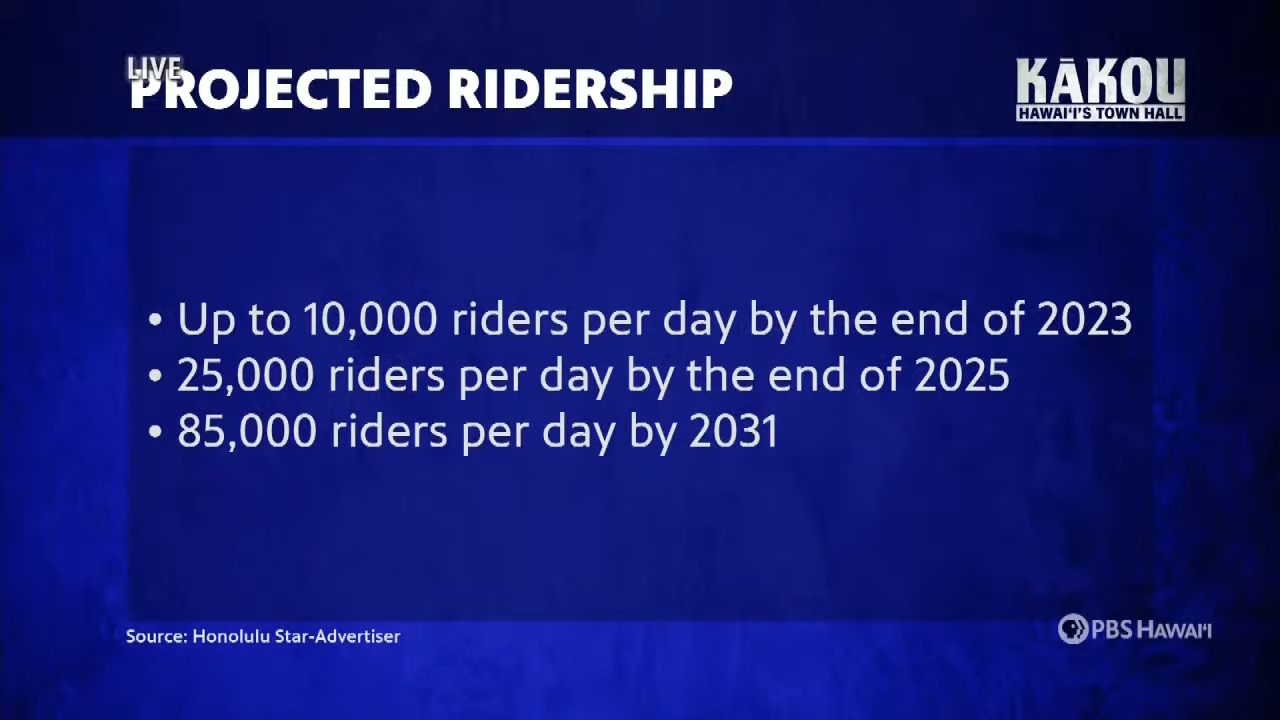 LIVE
PROJECTED RIDERSHIP
KĀKOU
HAWAIʻI'S TOWN HALL
• Up to 10,000 riders per day by the end of 2023
• 25,000 riders per day by the end of 2025
• 85,000 riders per day by 2031
Source: Honolulu Star-Advertiser
PBS HAWAIʻI